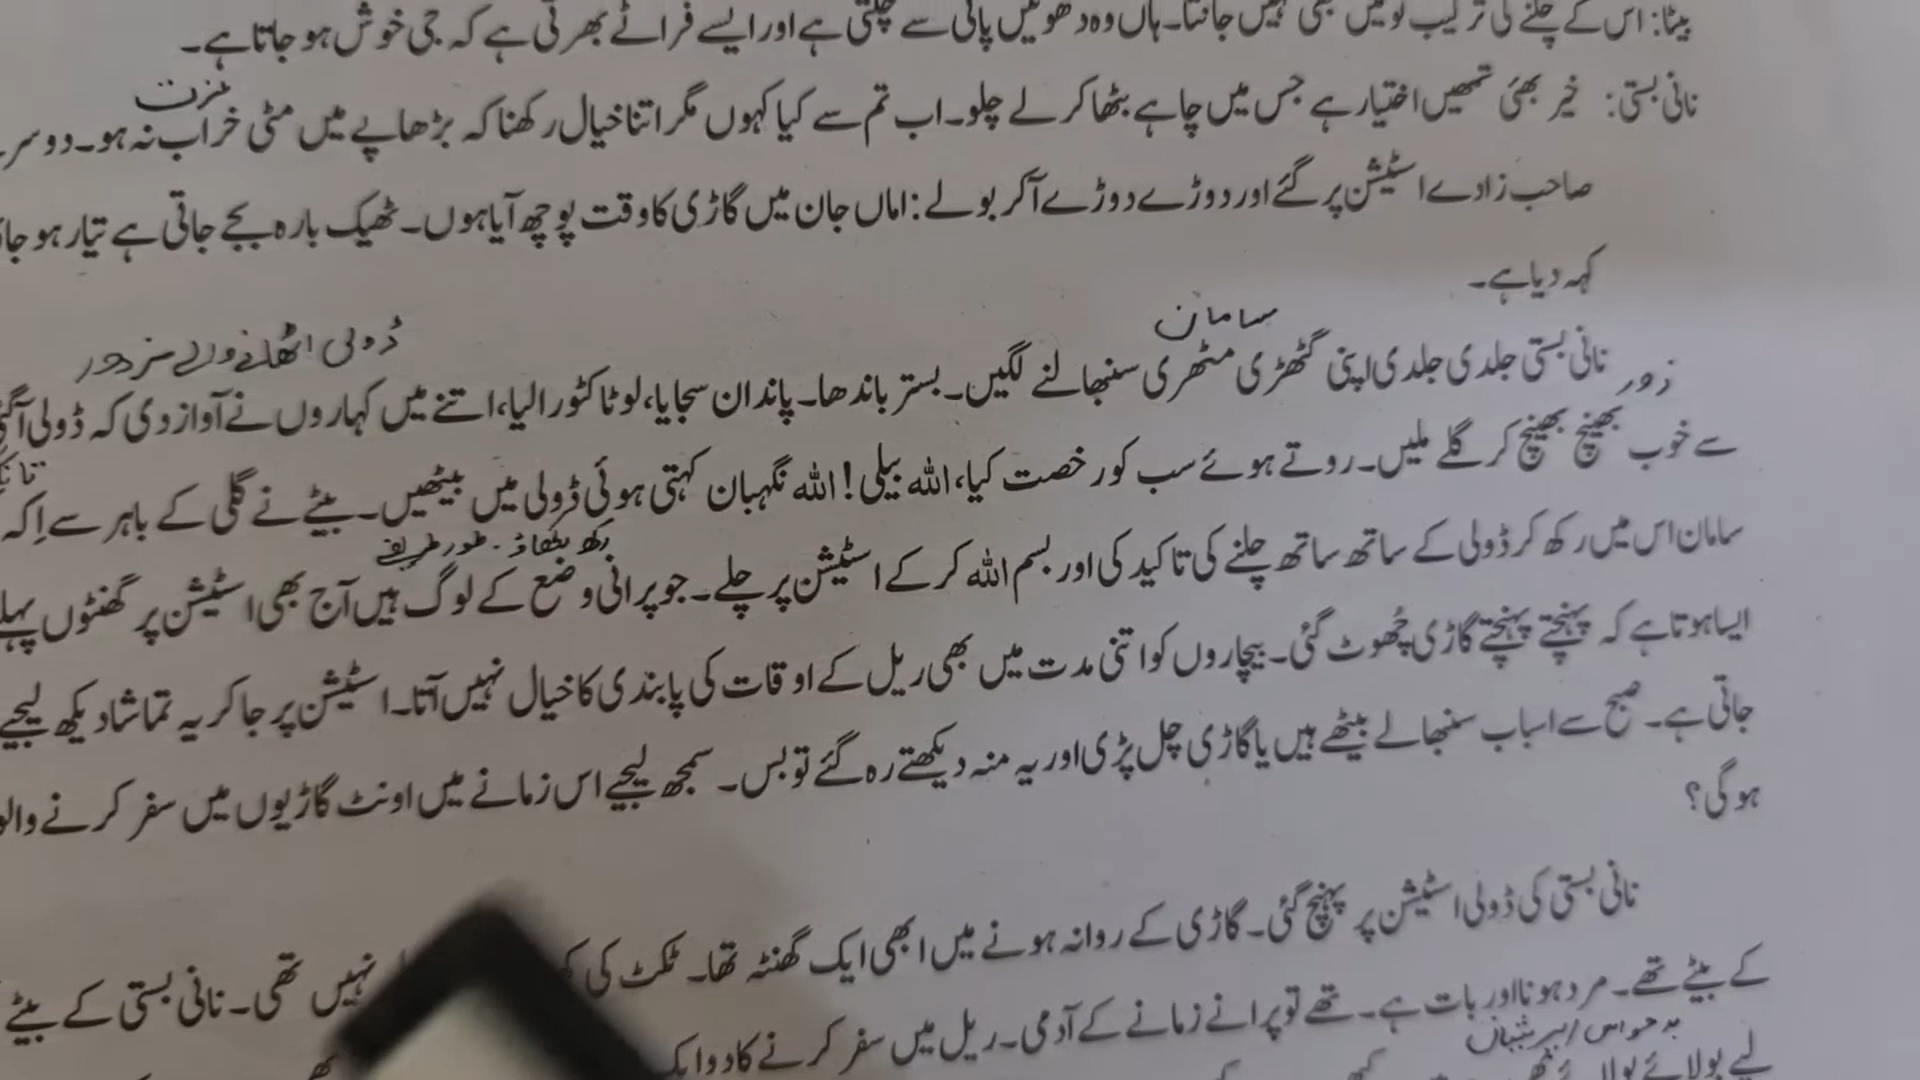 بیٹا: اس کے چلنے کی ترکیب تو میں بھی نہیں جانتا۔ ہاں وہ دھوئیں پانی سے چلتی ہے اور ایسے فراٹے بھرتی ہے کہ جی خوش ہو جاتا ہے۔
عزت
نانی بستی: خیر بھئی تمھیں اختیار ہے جس میں چاہے بٹھا کر لے چلو۔ اب تم سے کیا کہوں مگر اتنا خیال رکھنا کہ بڑھاپے میں مٹی خراب نہ ہو۔ دوسر
صاحب زادے اسٹیشن پر گئے اور دوڑے دوڑے آ کر بولے: اماں جان میں گاڑی کا وقت پوچھ آیا ہوں۔ ٹھیک بارہ بجے جاتی ہے تیار ہو
کہہ دیا ہے۔
سامان
ڈولی اٹھانے والے مزدور
نانی بستی جلدی جلدی اپنی گٹھڑی مٹھری سنبھالنے لگیں۔ بستر باندھا۔ پاندان سجایا، لوٹا کٹورا لیا، اتنے میں کہاروں نے آواز دی کہ ڈولی
زور
سے خوب بھینچ بھینچ کر گلے ملیں۔ روتے ہوئے سب کو رخصت کیا، اللہ بیلی! اللہ نگہبان کہتی ہوئی ڈولی میں بیٹھیں۔ بیٹے نے گلی کے باہر سے اِکہ
رکھ رکھاؤ۔ طور طریقے
سامان اس میں رکھ کر ڈولی کے ساتھ ساتھ چلنے کی تاکید کی اور بسم اللہ کر کے اسٹیشن پر چلے۔ جو پرانی وضع کے لوگ ہیں آج بھی اسٹیشن پر گھنٹوں پہلے
ایسا ہوتا ہے کہ پہنچتے پہنچتے گاڑی چُھوٹ گئی۔ بیچاروں کو اتنی مدت میں بھی ریل کے اوقات کی پابندی کا خیال نہیں آتا۔ اسٹیشن پر جا کر یہ تماشا دیکھ لیجیے
جاتی ہے۔ صبح سے اسباب سنبھالے بیٹھے ہیں یا گاڑی چل پڑی اور یہ منہ دیکھتے رہ گئے تو بس۔ سمجھ لیجیے اس زمانے میں اونٹ گاڑیوں میں سفر کرنے والو
ہو گی؟
نانی بستی کی ڈولی اسٹیشن پر پہنچ گئی۔ گاڑی کے روانہ ہونے میں ابھی ایک گھنٹہ تھا۔ ٹکٹ کی نہیں تھی۔ نانی بستی کے بیٹے
کے بیٹے تھے۔ مرد ہونا اور بات ہے۔ تھے تو پرانے زمانے کے آدمی۔ ریل میں سفر کرنے کا دو
بدحواس
لیے بولائے بولائے